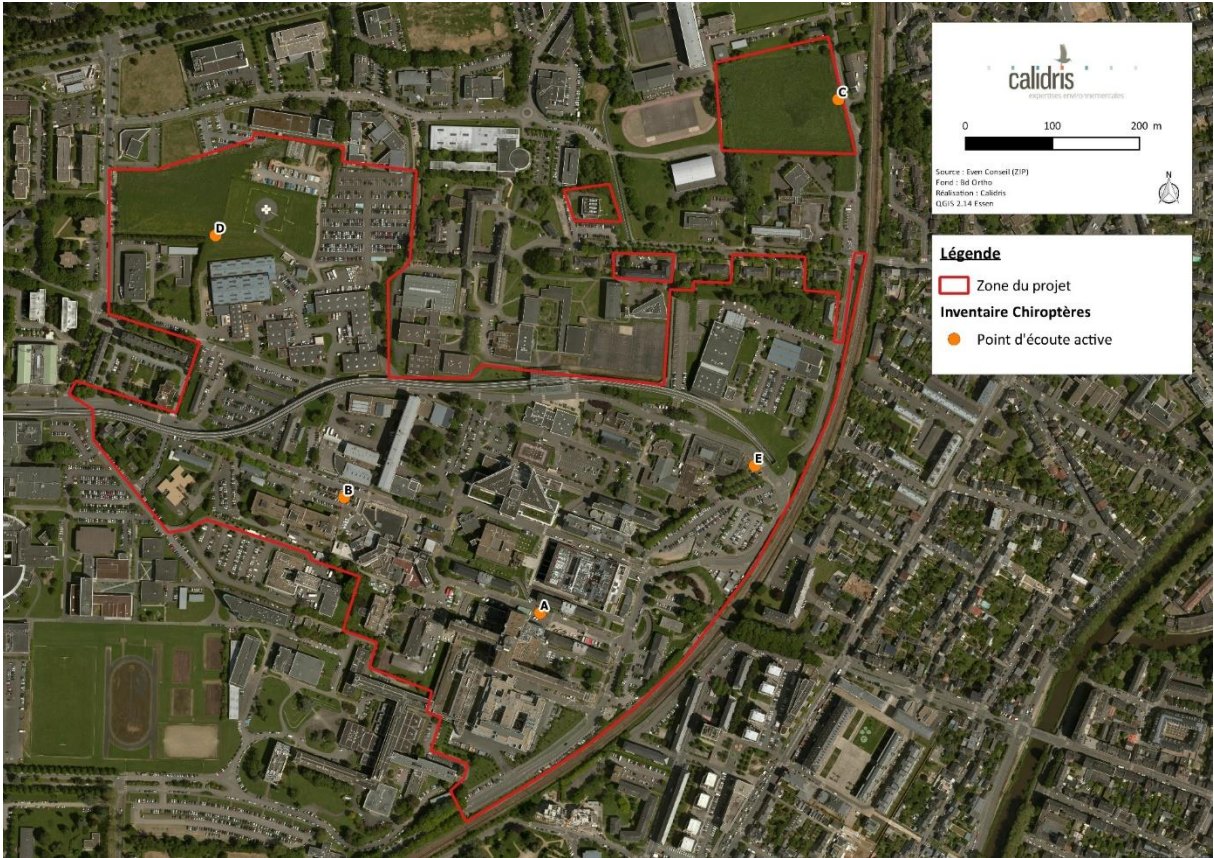 calidris
expertises environnementales
0 100 200 m
Source : Even Conseil (ZIP)
Fond : Bd Ortho
Réalisation : Calidris
QGIS 2.14 Essen
N
Légende
Zone du projet
Inventaire Chiroptères
Point d'écoute active
C
D
E
B
A